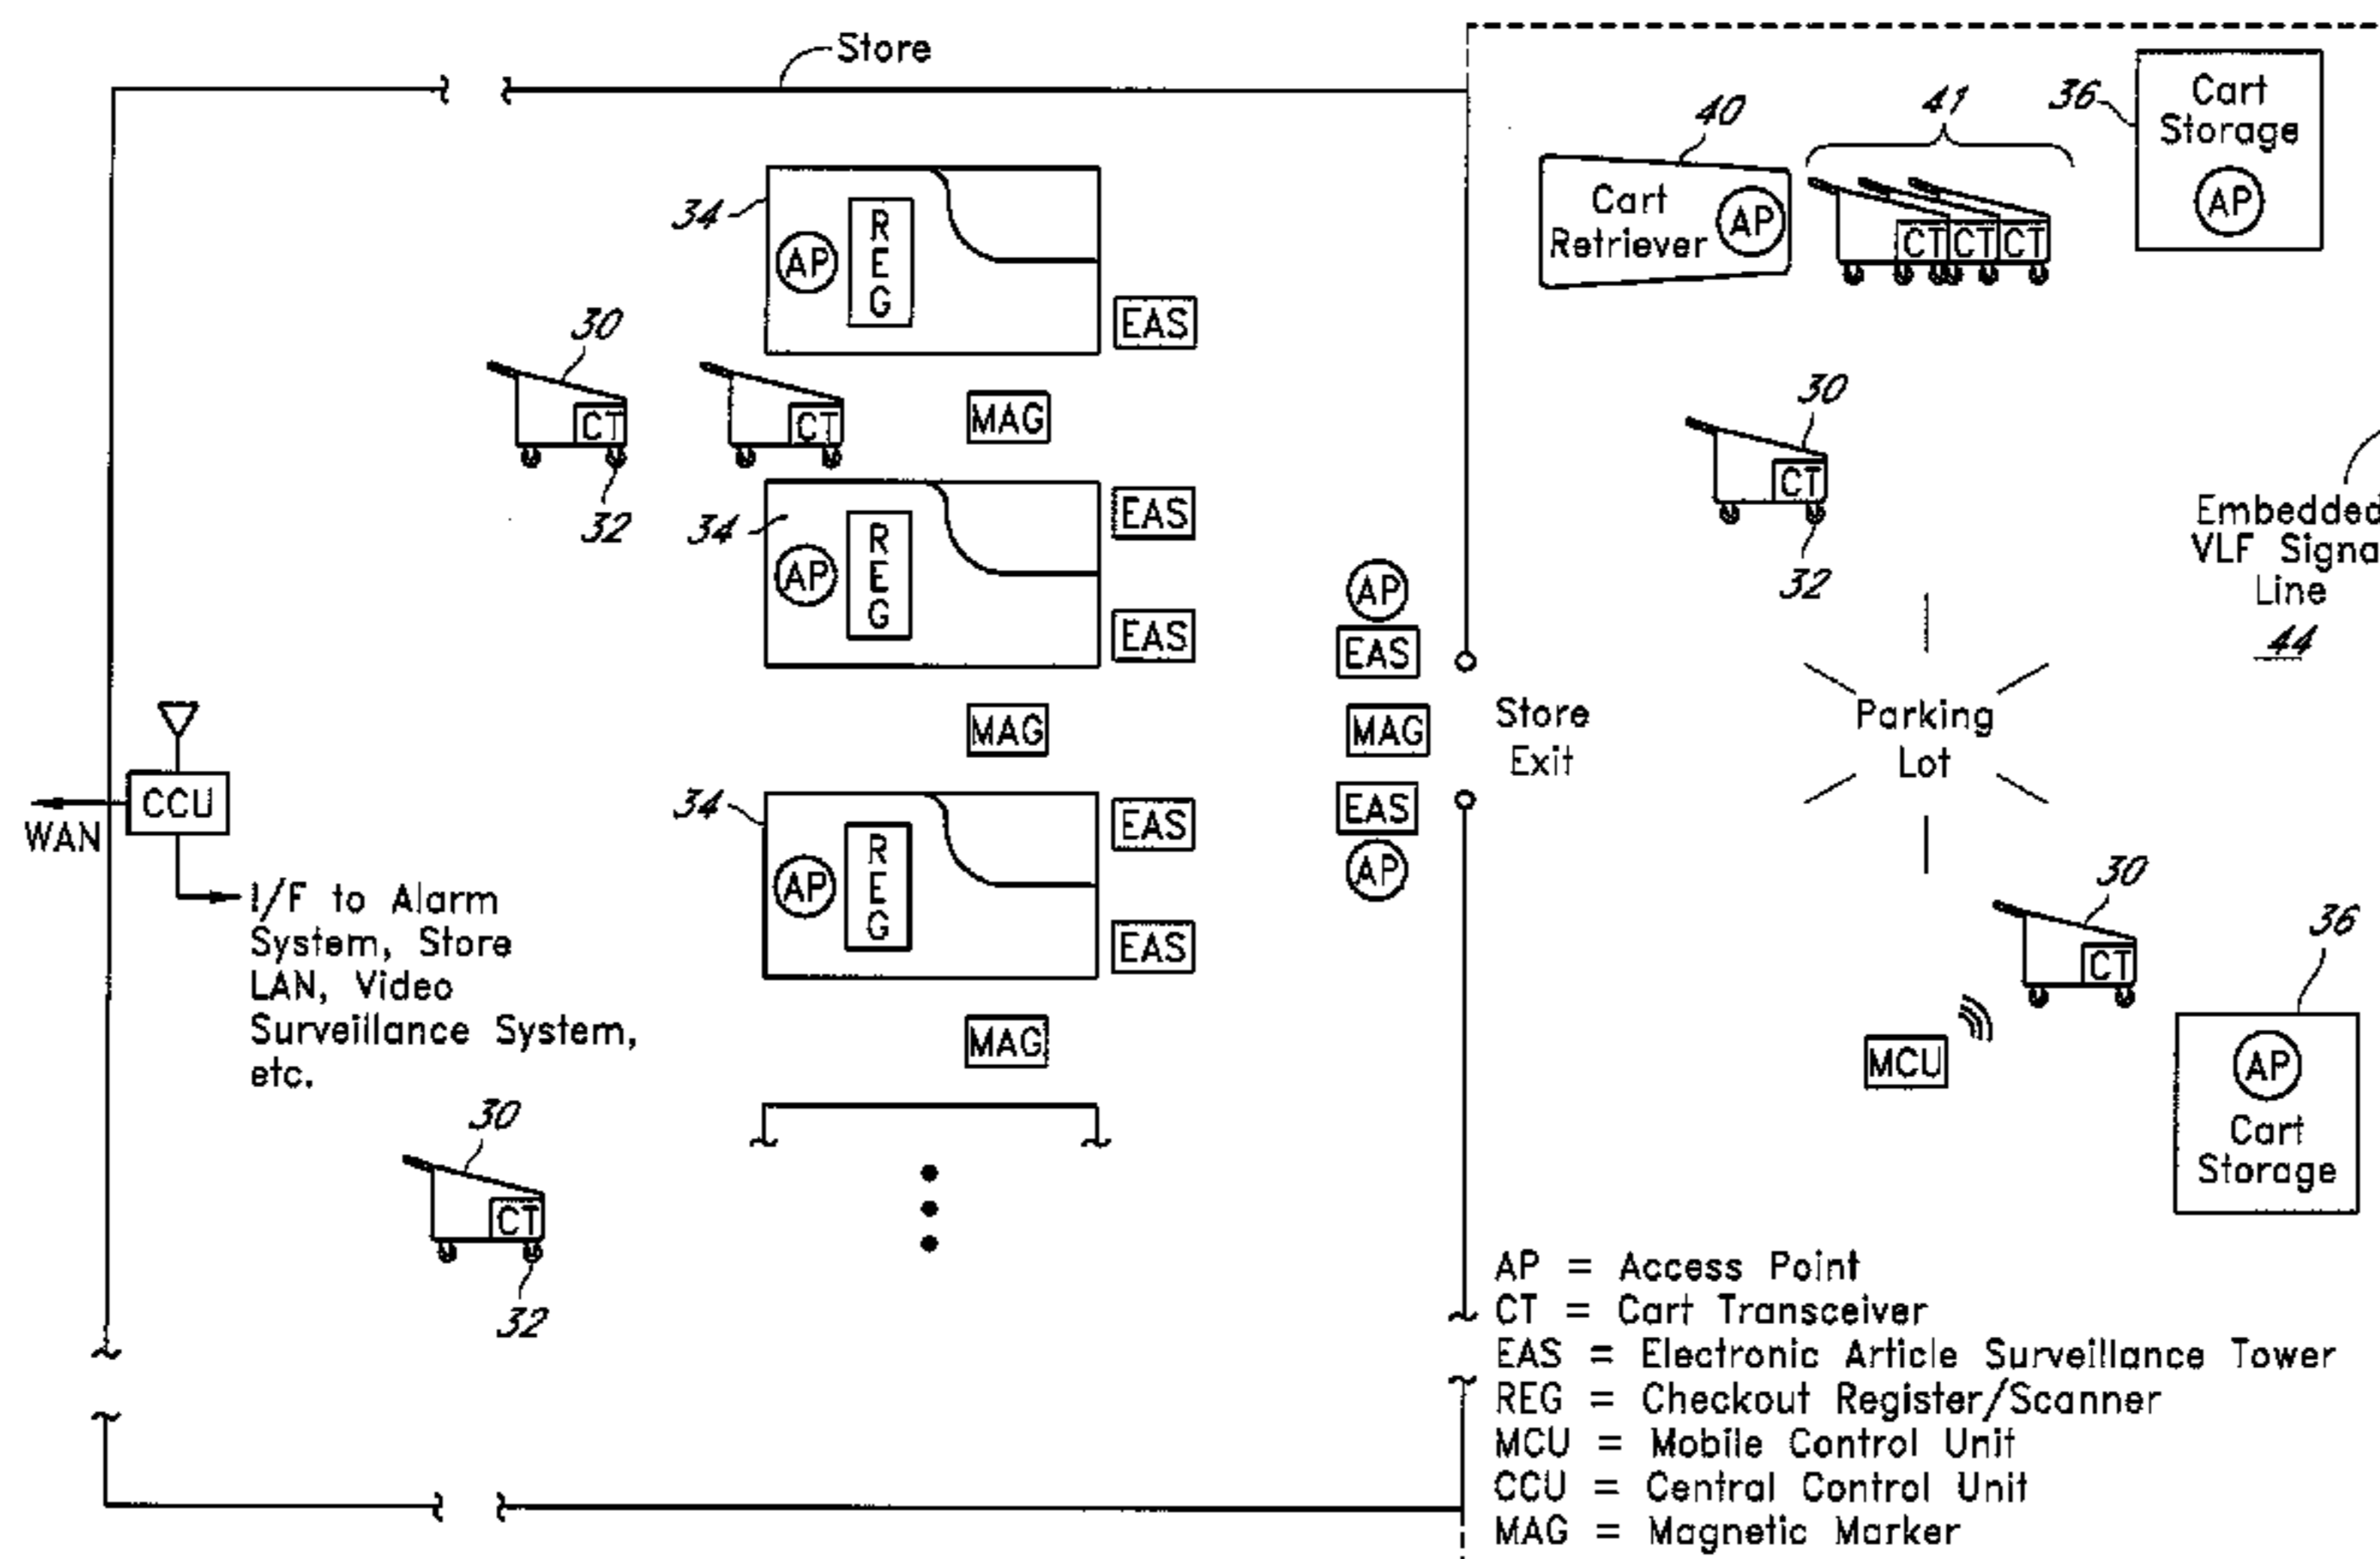 Store
40
41
36
Cart
Storage
AP
Cart
Retriever
AP
CT
CT
CT
34
AP
R
E
G
EAS
30
CT
32
CT
MAG
30
CT
32
34
AP
R
E
G
EAS
EAS
Embedded
VLF Signa
Line
44
AP
EAS
MAG
EAS
AP
MAG
Store
Exit
Parking
Lot
CCU
WAN
I/F to Alarm
System, Store
LAN, Video
Surveillance System,
etc.
34
AP
R
E
G
EAS
EAS
MAG
30
CT
MCU
36
AP
Cart
Storage
30
CT
32
AP = Access Point
CT = Cart Transceiver
EAS = Electronic Article Surveillance Tower
REG = Checkout Register/Scanner
MCU = Mobile Control Unit
CCU = Central Control Unit
MAG = Magnetic Marker